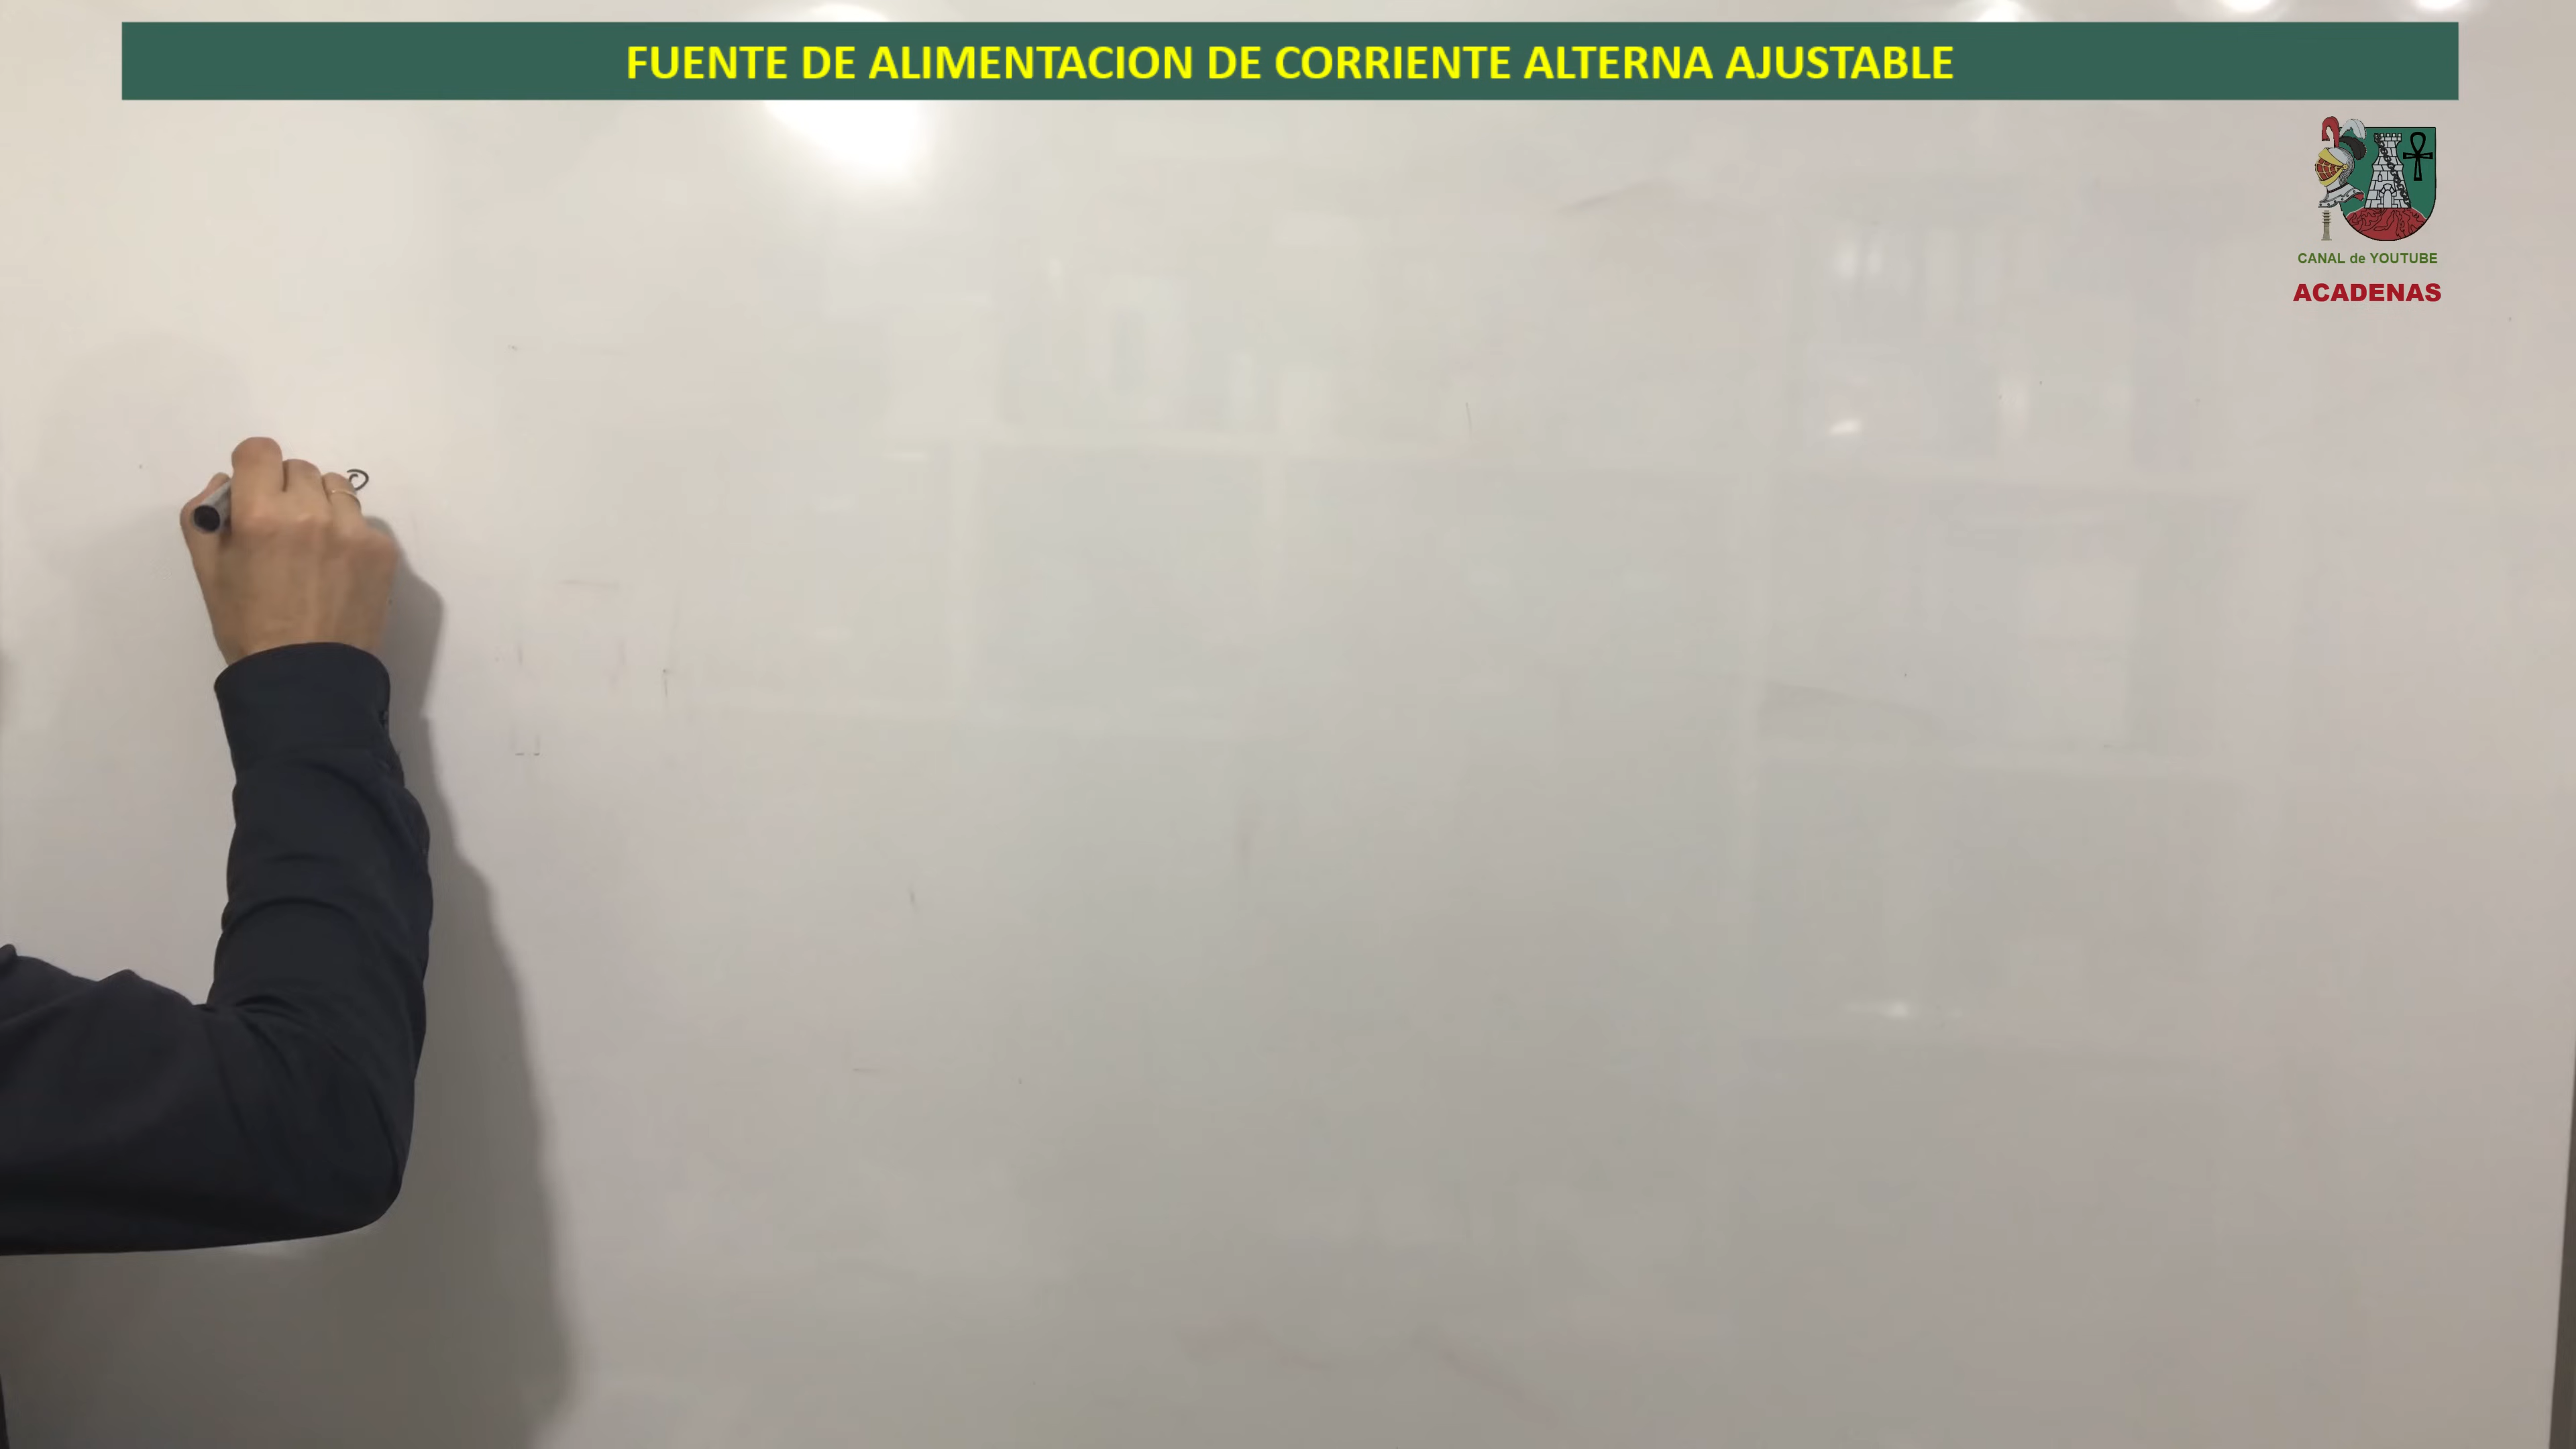 FUENTE DE ALIMENTACION DE CORRIENTE ALTERNA AJUSTABLE
CANAL de YOUTUBE
ACADENAS